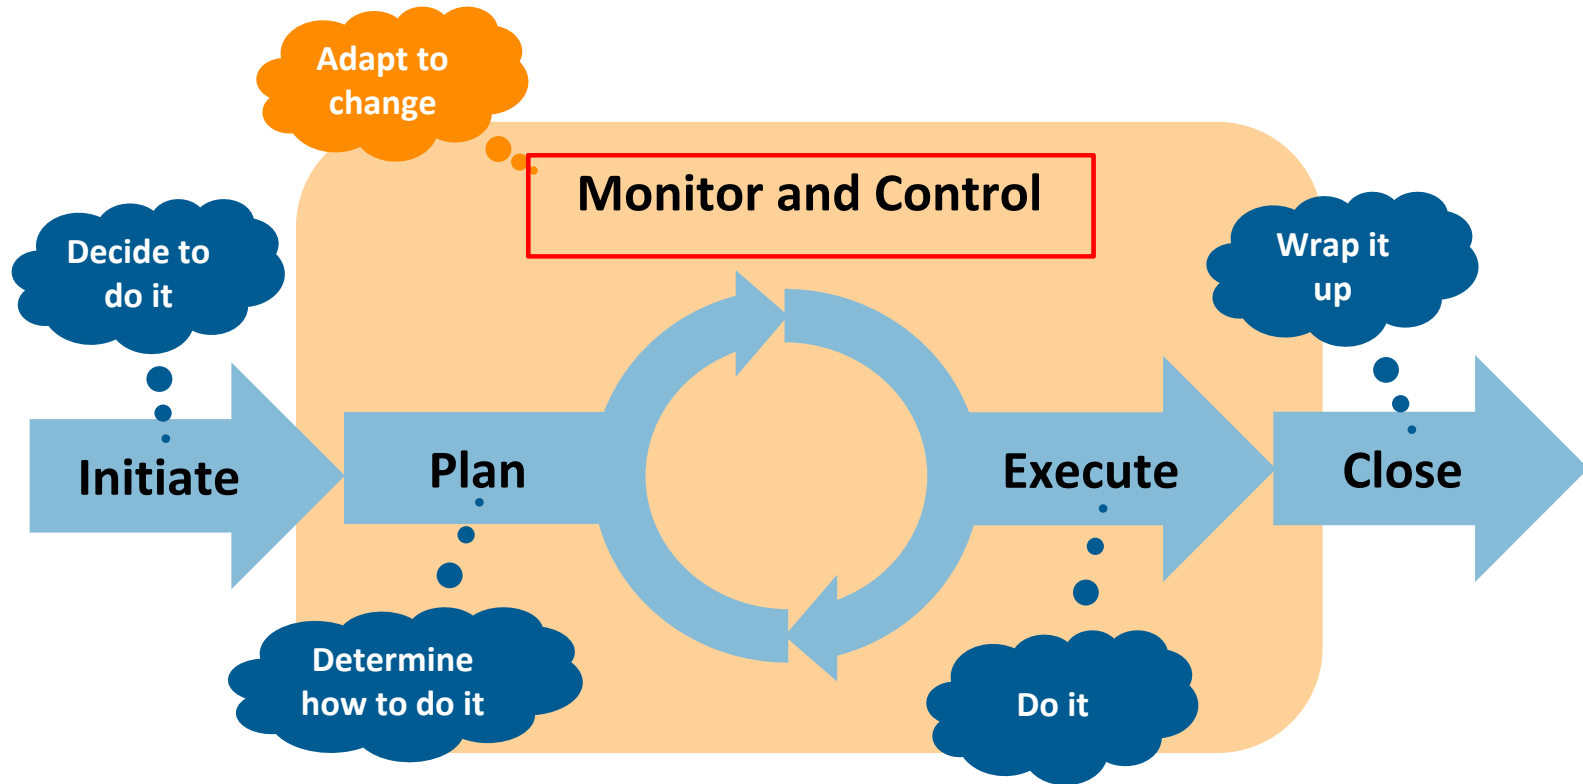 Adapt to
change
Monitor and Control
Decide to
do it
Wrap it
up
Initiate
Plan
Execute
Close
Determine
how to do it
Do it